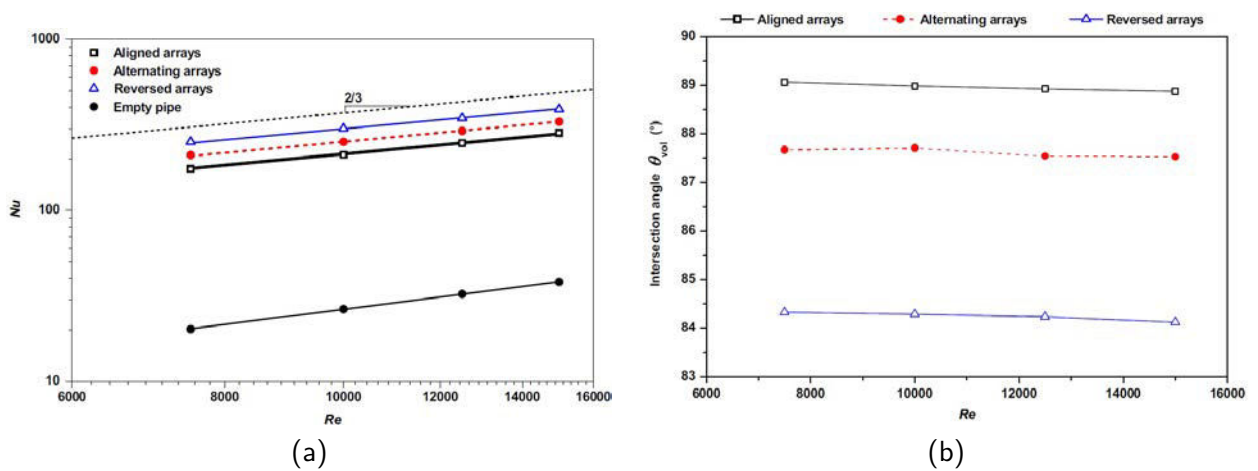 Aligned arrays
Alternating arrays
Reversed arrays
Empty pipe
2/3
1000
100
10
Nu
6000
8000
10000
12000
14000
16000
Re
(a)
Aligned arrays
Alternating arrays
Reversed arrays
90
89
88
87
86
85
84
83
Intersection angle θvol (°)
6000
8000
10000
12000
14000
16000
Re
(b)